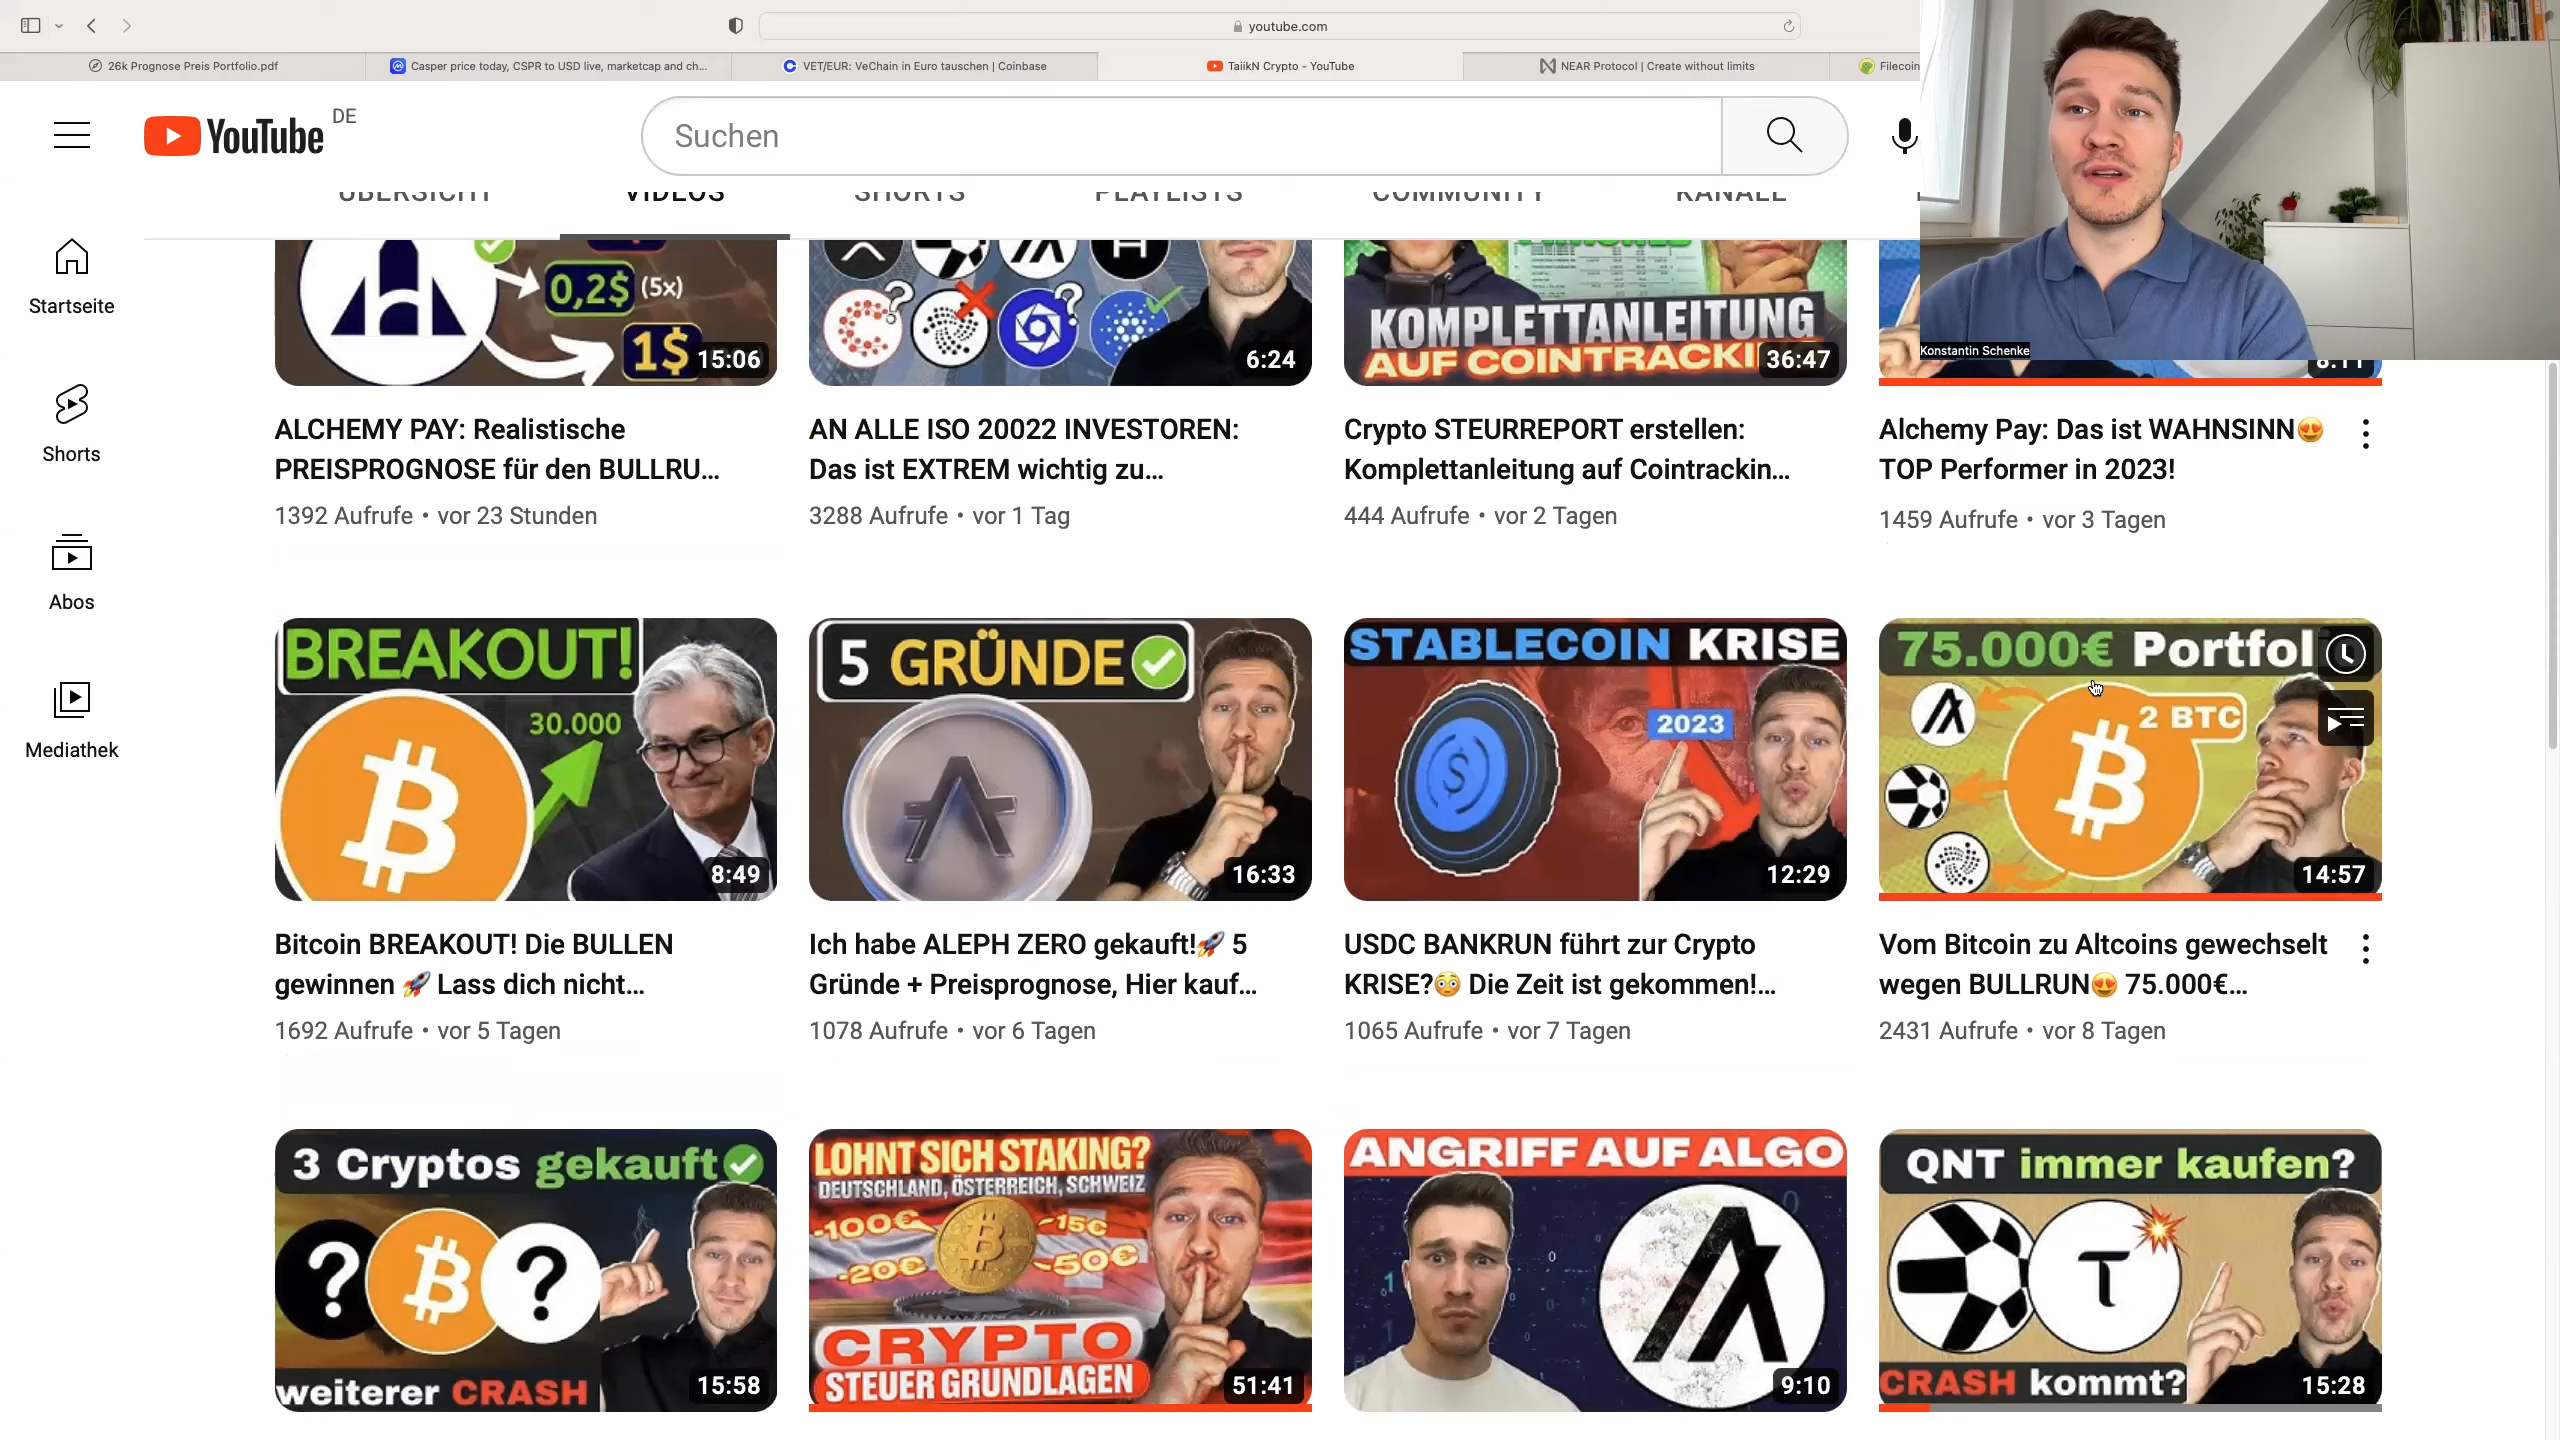 youtube.com
26k Prognose Preis Portfolio.pdf
Casper price today, CSPR to USD live, marketcap and ch...
VET/EUR: VeChain in Euro tauschen | Coinbase
TaiikN Crypto - YouTube
NEAR Protocol | Create without limits
Filecoin
YouTube DE
Suchen
ÜBERSICHT VIDEOS SHORTS PLAYLISTS COMMUNITY KANÄLE
Konstantin Schenke
Startseite
Shorts
Abos
Mediathek
0,2$ (5x)
1$ 15:06
6:24
KOMPLETTANLEITUNG
AUF COINTRACKI
36:47
8:11
ALCHEMY PAY: Realistische
PREISPROGNOSE für den BULLRU...
1392 Aufrufe • vor 23 Stunden
AN ALLE ISO 20022 INVESTOREN:
Das ist EXTREM wichtig zu...
3288 Aufrufe • vor 1 Tag
Crypto STEURREPORT erstellen:
Komplettanleitung auf Cointrackin...
444 Aufrufe • vor 2 Tagen
Alchemy Pay: Das ist WAHNSINN😍
TOP Performer in 2023!
1459 Aufrufe • vor 3 Tagen
BREAKOUT!
30.000
8:49
5 GRÜNDE
16:33
STABLECOIN KRISE
2023
12:29
75.000€ Portfol
2 BTC
14:57
Bitcoin BREAKOUT! Die BULLEN
gewinnen 🚀 Lass dich nicht...
1692 Aufrufe • vor 5 Tagen
Ich habe ALEPH ZERO gekauft!🚀 5
Gründe + Preisprognose, Hier kauf...
1078 Aufrufe • vor 6 Tagen
USDC BANKRUN führt zur Crypto
KRISE?😳 Die Zeit ist gekommen!...
1065 Aufrufe • vor 7 Tagen
Vom Bitcoin zu Altcoins gewechselt
wegen BULLRUN😍 75.000€...
2431 Aufrufe • vor 8 Tagen
3 Cryptos gekauft
? ?
weiterer CRASH
15:58
LOHNT SICH STAKING?
DEUTSCHLAND, ÖSTERREICH, SCHWEIZ
-100€ -15€
-20€ -50€
CRYPTO
STEUER GRUNDLAGEN
51:41
ANGRIFF AUF ALGO
9:10
QNT immer kaufen?
CRASH kommt?
15:28